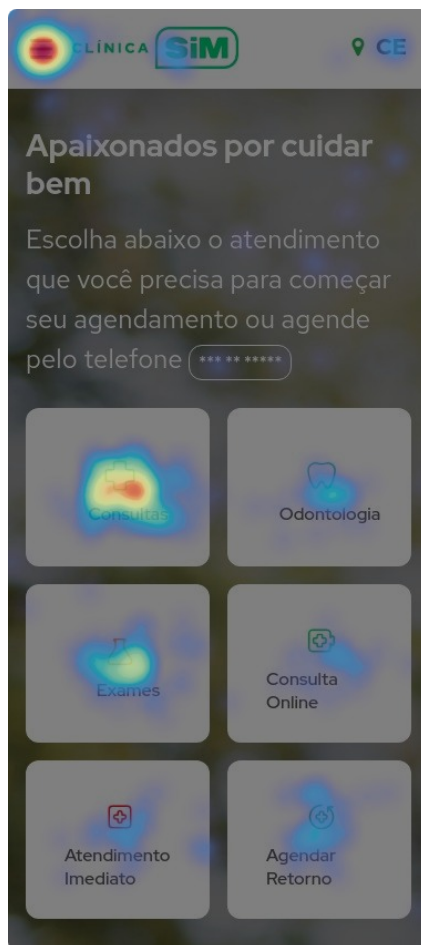 CLÍNICA SiM
CE
Apaixonados por cuidar
bem
Escolha abaixo o atendimento
que você precisa para começar
seu agendamento ou agende
pelo telefone *** ** *****
Consultas
Odontologia
Exames
Consulta
Online
Atendimento
Imediato
Agendar
Retorno